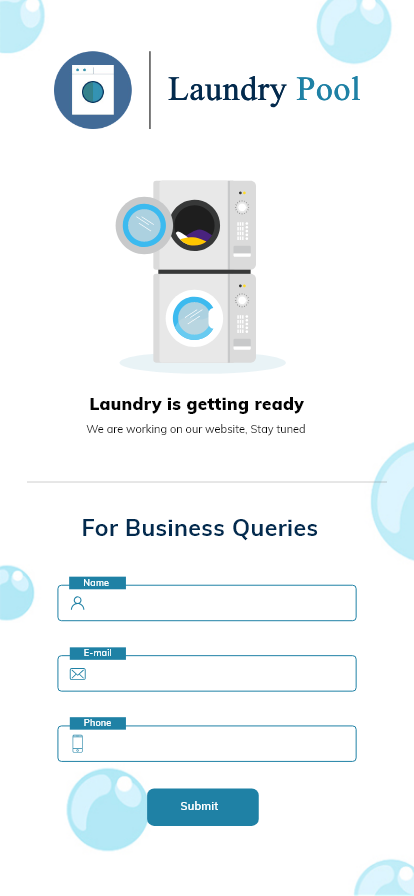 Laundry Pool
Laundry is getting ready
We are working on our website, Stay tuned
For Business Queries
Name
E-mail
Phone
Submit